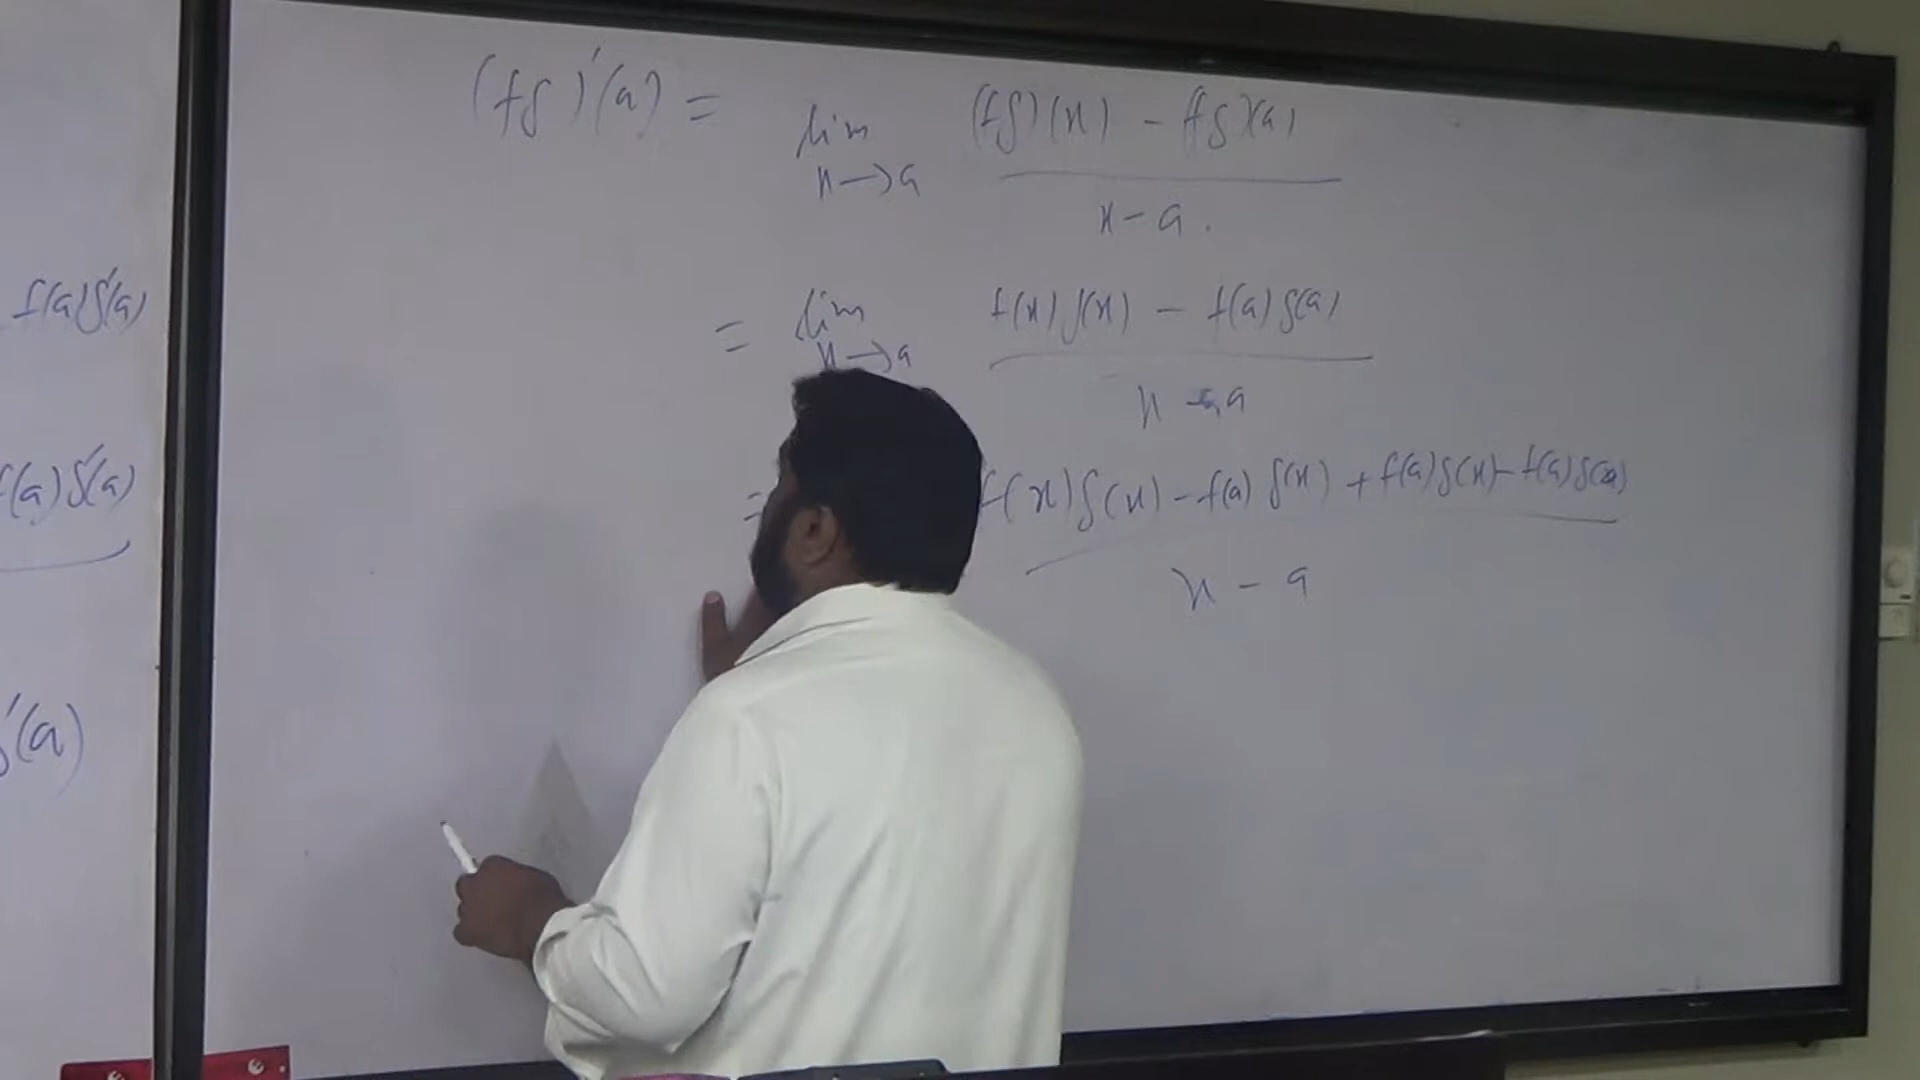 f(a)g'(a)
f(a)g'(a)
'(a)
(fg)'(a) = lim x→a (fg)(x) - (fg)(a)
x - a.
= lim x→a f(x)g(x) - f(a)g(a)
x - a
= f(x)g(x) - f(a)g(x) + f(a)g(x) - f(a)g(a)
x - a